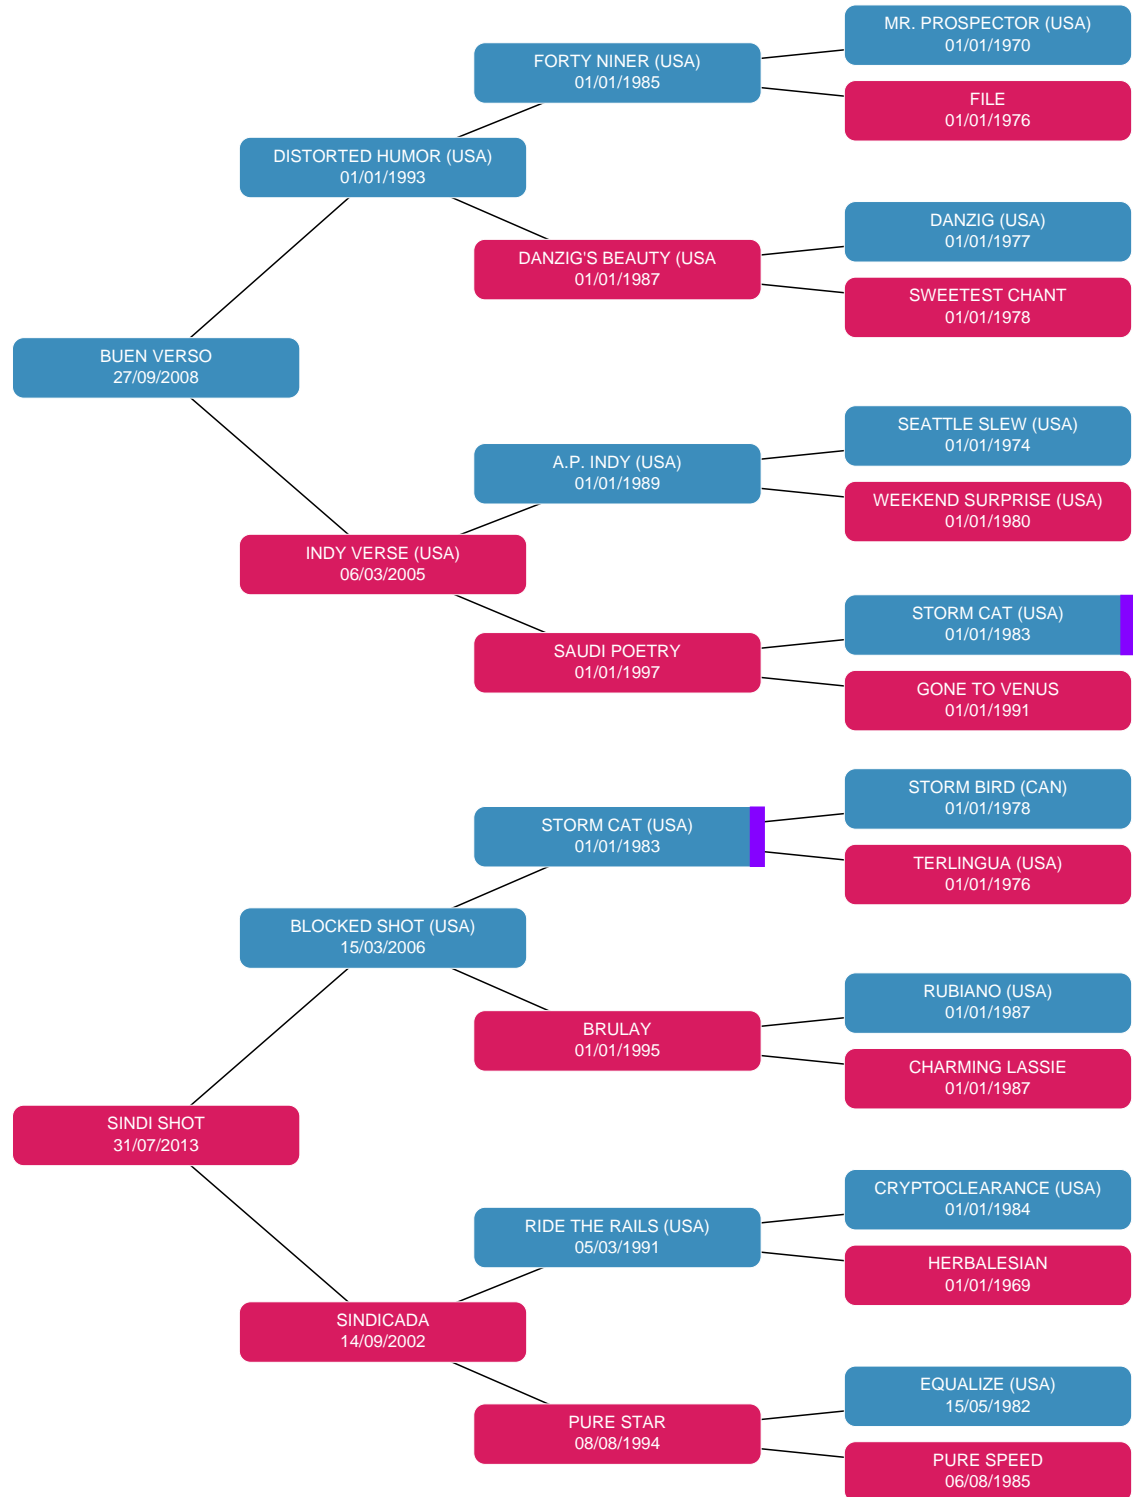 MR. PROSPECTOR (USA)
01/01/1970
FORTY NINER (USA)
01/01/1985
FILE
01/01/1976
DISTORTED HUMOR (USA)
01/01/1993
DANZIG (USA)
01/01/1977
DANZIG'S BEAUTY (USA
01/01/1987
SWEETEST CHANT
01/01/1978
BUEN VERSO
27/09/2008
SEATTLE SLEW (USA)
01/01/1974
A.P. INDY (USA)
01/01/1989
WEEKEND SURPRISE (USA)
01/01/1980
INDY VERSE (USA)
06/03/2005
STORM CAT (USA)
01/01/1983
SAUDI POETRY
01/01/1997
GONE TO VENUS
01/01/1991
STORM BIRD (CAN)
01/01/1978
STORM CAT (USA)
01/01/1983
TERLINGUA (USA)
01/01/1976
BLOCKED SHOT (USA)
15/03/2006
RUBIANO (USA)
01/01/1987
BRULAY
01/01/1995
CHARMING LASSIE
01/01/1987
SINDI SHOT
31/07/2013
CRYPTOCLEARANCE (USA)
01/01/1984
RIDE THE RAILS (USA)
05/03/1991
HERBALESIAN
01/01/1969
SINDICADA
14/09/2002
EQUALIZE (USA)
15/05/1982
PURE STAR
08/08/1994
PURE SPEED
06/08/1985